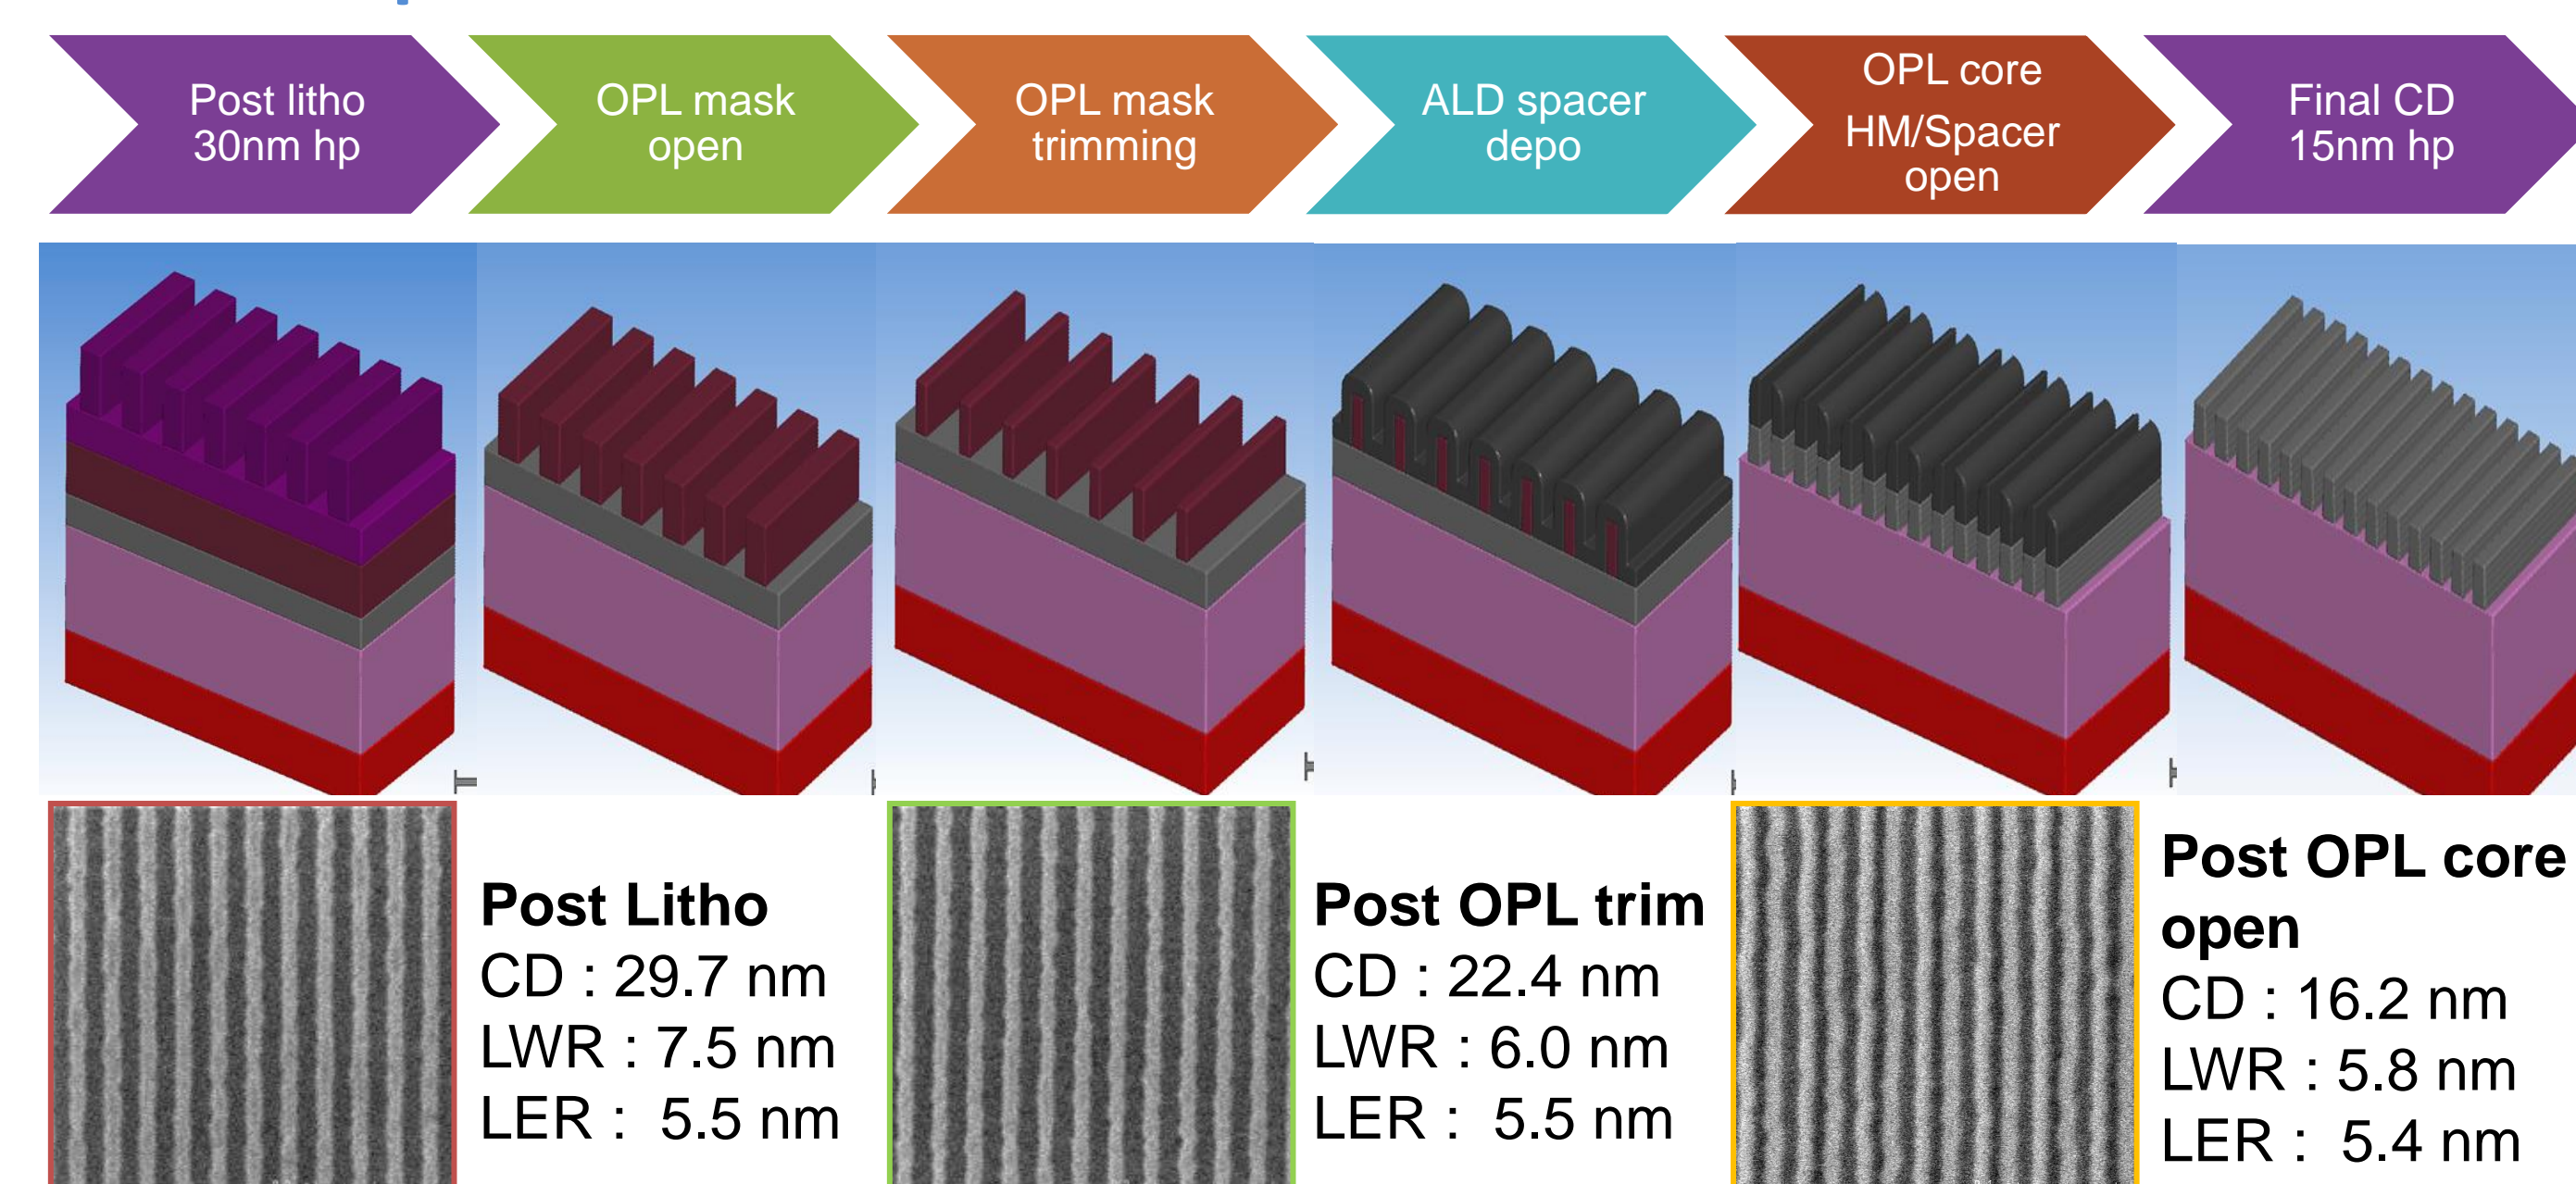 Post litho
30nm hp
OPL mask
open
OPL mask
trimming
ALD spacer
depo
OPL core
HM/Spacer
open
Final CD
15nm hp
Post Litho
CD : 29.7 nm
LWR : 7.5 nm
LER : 5.5 nm
Post OPL trim
CD : 22.4 nm
LWR : 6.0 nm
LER : 5.5 nm
Post OPL core
open
CD : 16.2 nm
LWR : 5.8 nm
LER : 5.4 nm